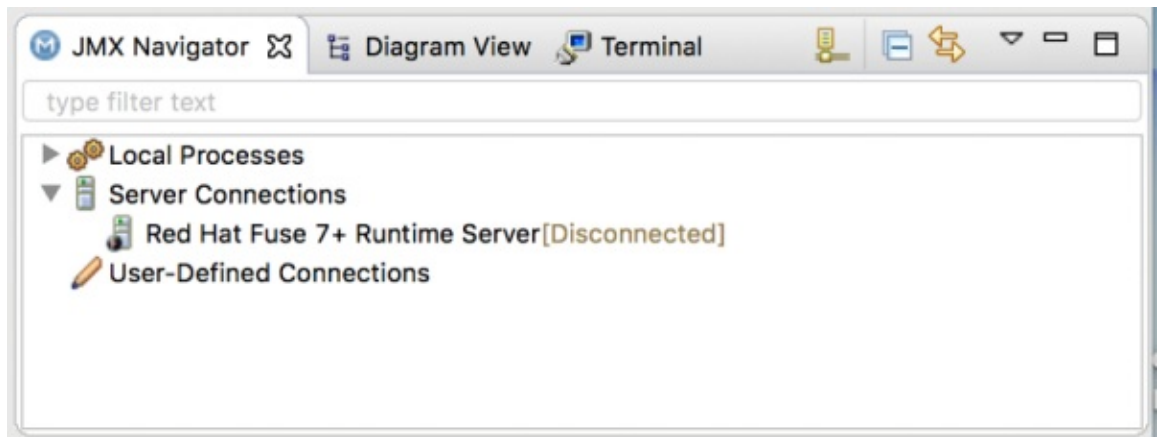 JMX Navigator Diagram View Terminal
type filter text
Local Processes
Server Connections
Red Hat Fuse 7+ Runtime Server[Disconnected]
User-Defined Connections